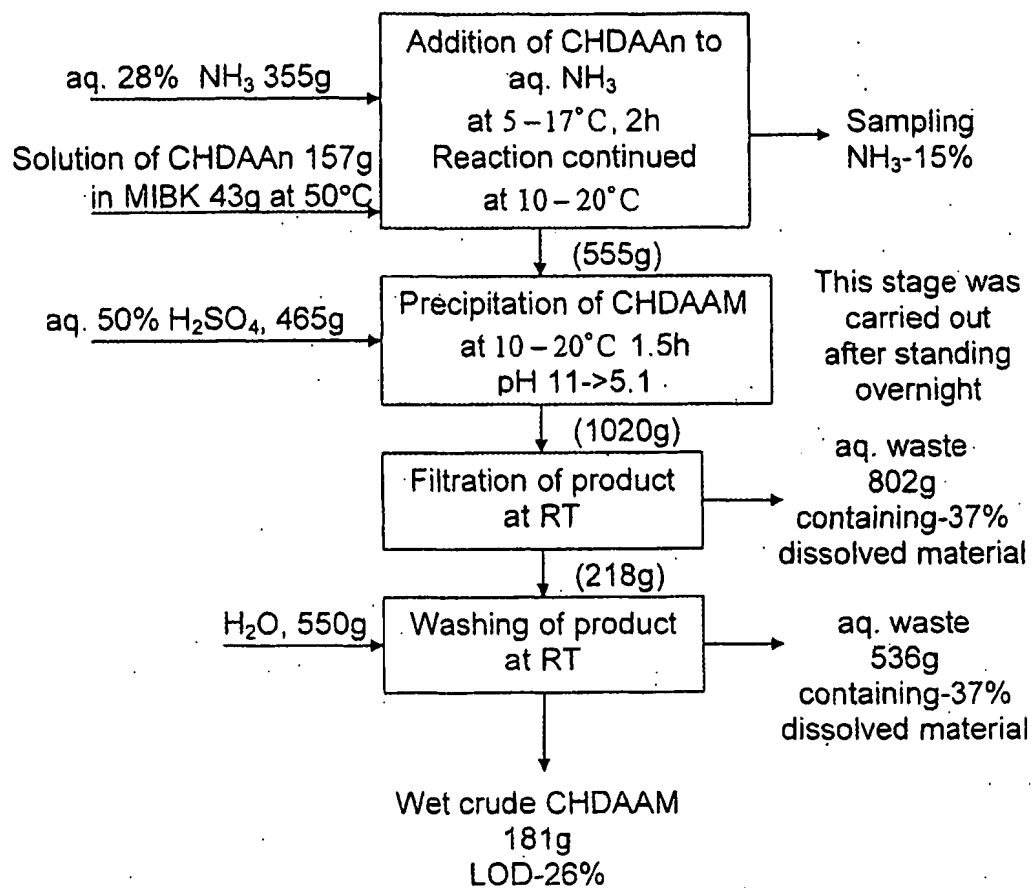 Addition of CHDAAn to
aq. NH₃
at 5–17°C, 2h
Reaction continued
at 10–20°C
aq. 28% NH₃ 355g
Solution of CHDAAn 157g
in MIBK 43g at 50°C
Sampling
NH₃-15%
(555g)
Precipitation of CHDAAM
at 10–20°C 1.5h
pH 11->5.1
aq. 50% H₂SO₄, 465g
This stage was
carried out
after standing
overnight
(1020g)
Filtration of product
at RT
aq. waste
802g
containing-37%
dissolved material
(218g)
H₂O, 550g
Washing of product
at RT
aq. waste
536g
containing-37%
dissolved material
Wet crude CHDAAM
181g
LOD-26%